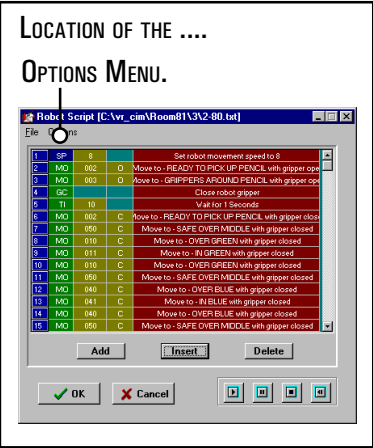 LOCATION OF THE ....
OPTIONS MENU.
Robot Script [C:\vr_cim\Room81\3\2-80.txt]
File Options
1 SP 8 Set robot movement speed to 8
2 MO 002 O Move to - READY TO PICK UP PENCIL with gripper ope
3 MO 003 O Move to - GRIPPERS AROUND PENCIL with gripper ope
4 GC Close robot gripper
5 TI 10 Wait for 1 Seconds
6 MO 002 C Move to - READY TO PICK UP PENCIL with gripper close
7 MO 050 C Move to - SAFE OVER MIDDLE with gripper closed
8 MO 010 C Move to - OVER GREEN with gripper closed
9 MO 011 C Move to - IN GREEN with gripper closed
10 MO 010 C Move to - OVER GREEN with gripper closed
11 MO 050 C Move to - SAFE OVER MIDDLE with gripper closed
12 MO 040 C Move to - OVER BLUE with gripper closed
13 MO 041 C Move to - IN BLUE with gripper closed
14 MO 040 C Move to - OVER BLUE with gripper closed
15 MO 050 C Move to - SAFE OVER MIDDLE with gripper closed
Add Insert Delete
OK Cancel